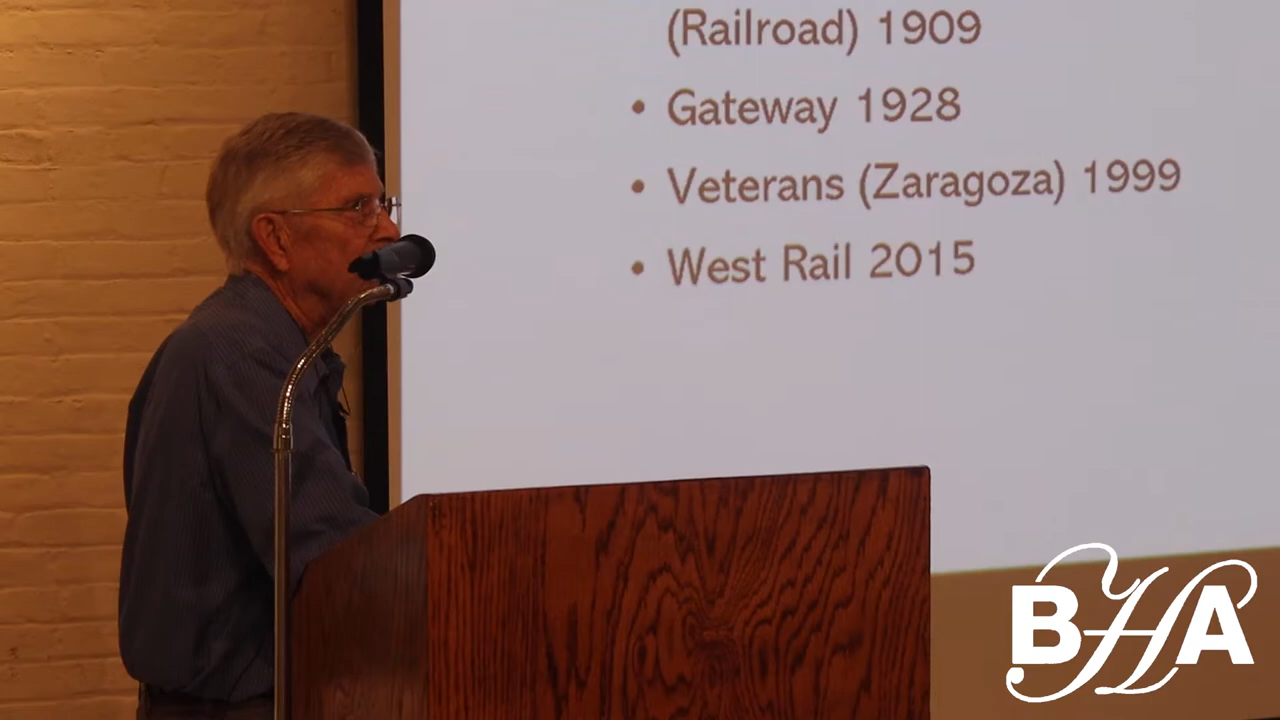 (Railroad) 1909
• Gateway 1928
• Veterans (Zaragoza) 1999
• West Rail 2015
BHA